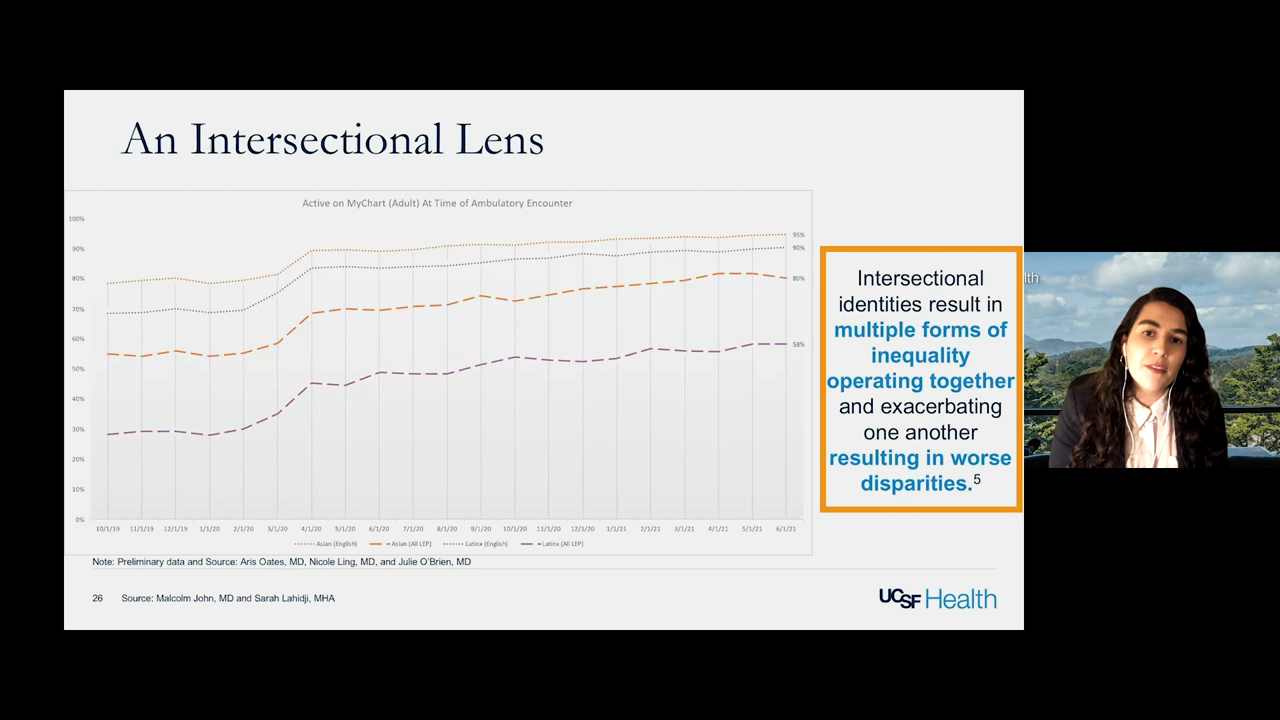 An Intersectional Lens
Active on MyChart (Adult) At Time of Ambulatory Encounter
100%
90%
80%
70%
60%
50%
40%
30%
20%
10%
0%
95%
90%
80%
58%
10/1/19 11/1/19 12/1/19 1/1/20 2/1/20 3/1/20 4/1/20 5/1/20 6/1/20 7/1/20 8/1/20 9/1/20 10/1/20 11/1/20 12/1/20 1/1/21 2/1/21 3/1/21 4/1/21 5/1/21 6/1/21
Asian (English) Asian (All LEP) Latinx (English) Latinx (All LEP)
Intersectional
identities result in
multiple forms of
inequality
operating together
and exacerbating
one another
resulting in worse
disparities.5
lth
Note: Preliminary data and Source: Aris Oates, MD, Nicole Ling, MD, and Julie O'Brien, MD
26 Source: Malcolm John, MD and Sarah Lahidji, MHA
UCSF Health